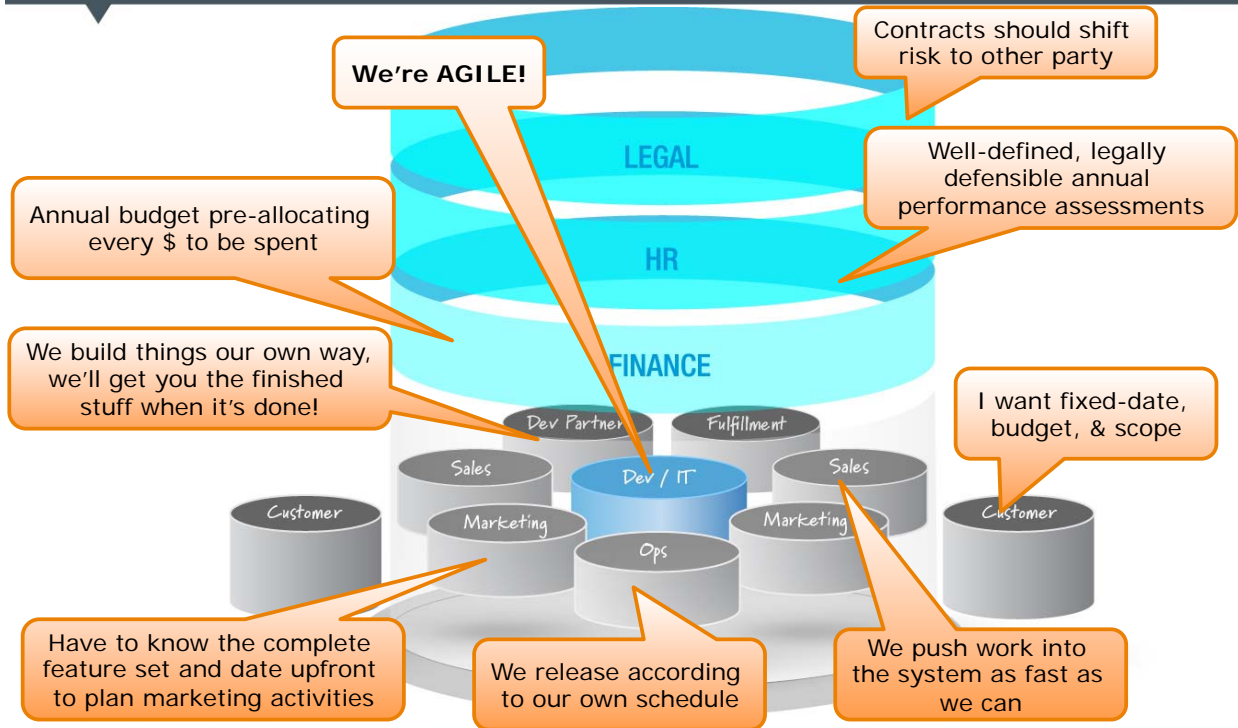 Contracts should shift
risk to other party
We're AGILE!
LEGAL
Well-defined, legally
defensible annual
performance assessments
Annual budget pre-allocating
every $ to be spent
HR
We build things our own way,
we'll get you the finished
stuff when it's done!
FINANCE
I want fixed-date,
budget, & scope
Dev Partner
Fulfillment
Sales
Dev / IT
Sales
Customer
Marketing
Marketing
Customer
Ops
Have to know the complete
feature set and date upfront
to plan marketing activities
We release according
to our own schedule
We push work into
the system as fast as
we can